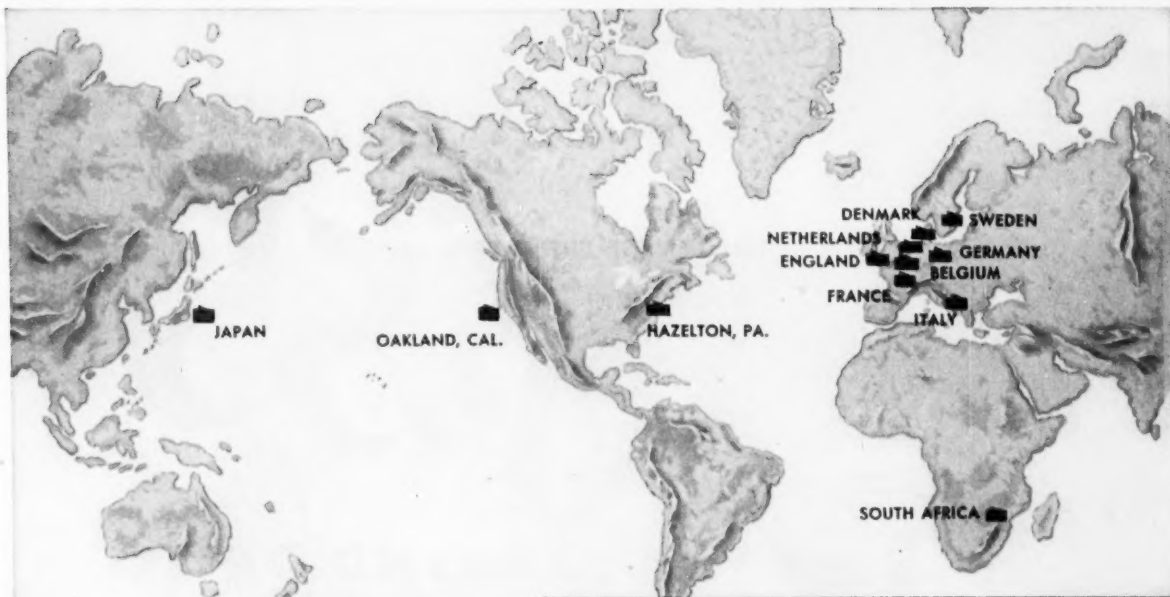 DENMARK
SWEDEN
NETHERLANDS
GERMANY
ENGLAND
BELGIUM
FRANCE
ITALY
JAPAN
OAKLAND, CAL.
HAZELTON, PA.
SOUTH AFRICA